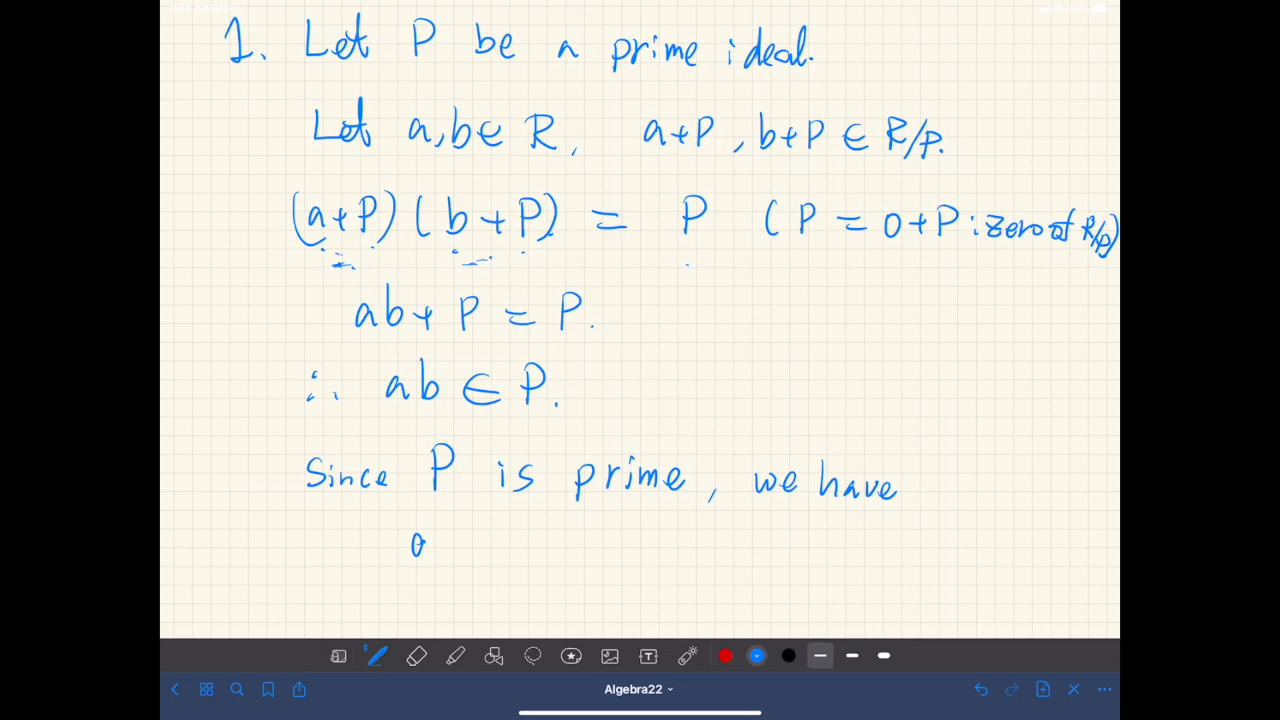 1. Let P be a prime ideal.
Let a,b ∈ R, a+P, b+P ∈ R/P.
(a+P)(b+P) = P (P = 0+P : zero of R/P)
ab+P = P.
∴ ab ∈ P.
Since P is prime, we have
Algebra22